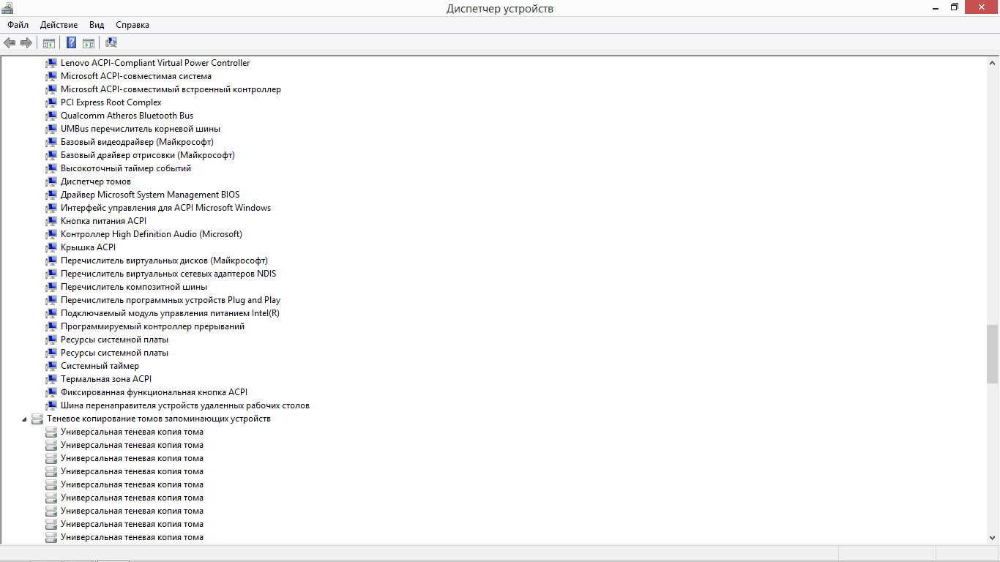 Диспетчер устройств
Файл Действие Вид Справка
Lenovo ACPI-Compliant Virtual Power Controller
Microsoft ACPI-совместимая система
Microsoft ACPI-совместимый встроенный контроллер
PCI Express Root Complex
Qualcomm Atheros Bluetooth Bus
UMBus перечислитель корневой шины
Базовый видеодрайвер (Майкрософт)
Базовый драйвер отрисовки (Майкрософт)
Высокоточный таймер событий
Диспетчер томов
Драйвер Microsoft System Management BIOS
Интерфейс управления для ACPI Microsoft Windows
Кнопка питания ACPI
Контроллер High Definition Audio (Microsoft)
Крышка ACPI
Перечислитель виртуальных дисков (Майкрософт)
Перечислитель виртуальных сетевых адаптеров NDIS
Перечислитель композитной шины
Перечислитель программных устройств Plug and Play
Подключаемый модуль управления питанием Intel(R)
Программируемый контроллер прерываний
Ресурсы системной платы
Ресурсы системной платы
Системный таймер
Термальная зона ACPI
Фиксированная функциональная кнопка ACPI
Шина перенаправителя устройств удаленных рабочих столов
Теневое копирование томов запоминающих устройств
Универсальная теневая копия тома
Универсальная теневая копия тома
Универсальная теневая копия тома
Универсальная теневая копия тома
Универсальная теневая копия тома
Универсальная теневая копия тома
Универсальная теневая копия тома
Универсальная теневая копия тома
Универсальная теневая копия тома